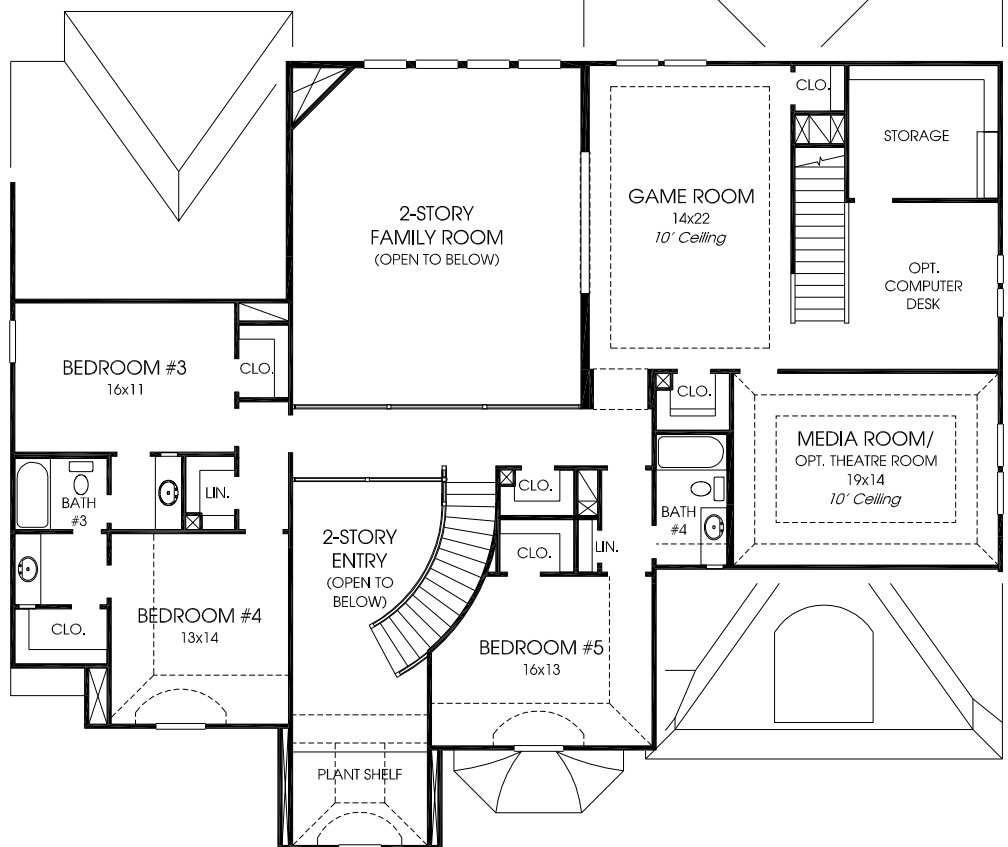 CLO.
STORAGE
GAME ROOM
14x22
10' Ceiling
2-STORY
FAMILY ROOM
(OPEN TO BELOW)
OPT.
COMPUTER
DESK
BEDROOM #3
16x11
CLO.
CLO.
MEDIA ROOM/
OPT. THEATRE ROOM
19x14
10' Ceiling
BATH
#3
LIN.
CLO.
BATH
#4
2-STORY
ENTRY
(OPEN TO
BELOW)
CLO.
LIN.
BEDROOM #4
13x14
CLO.
BEDROOM #5
16x13
PLANT SHELF